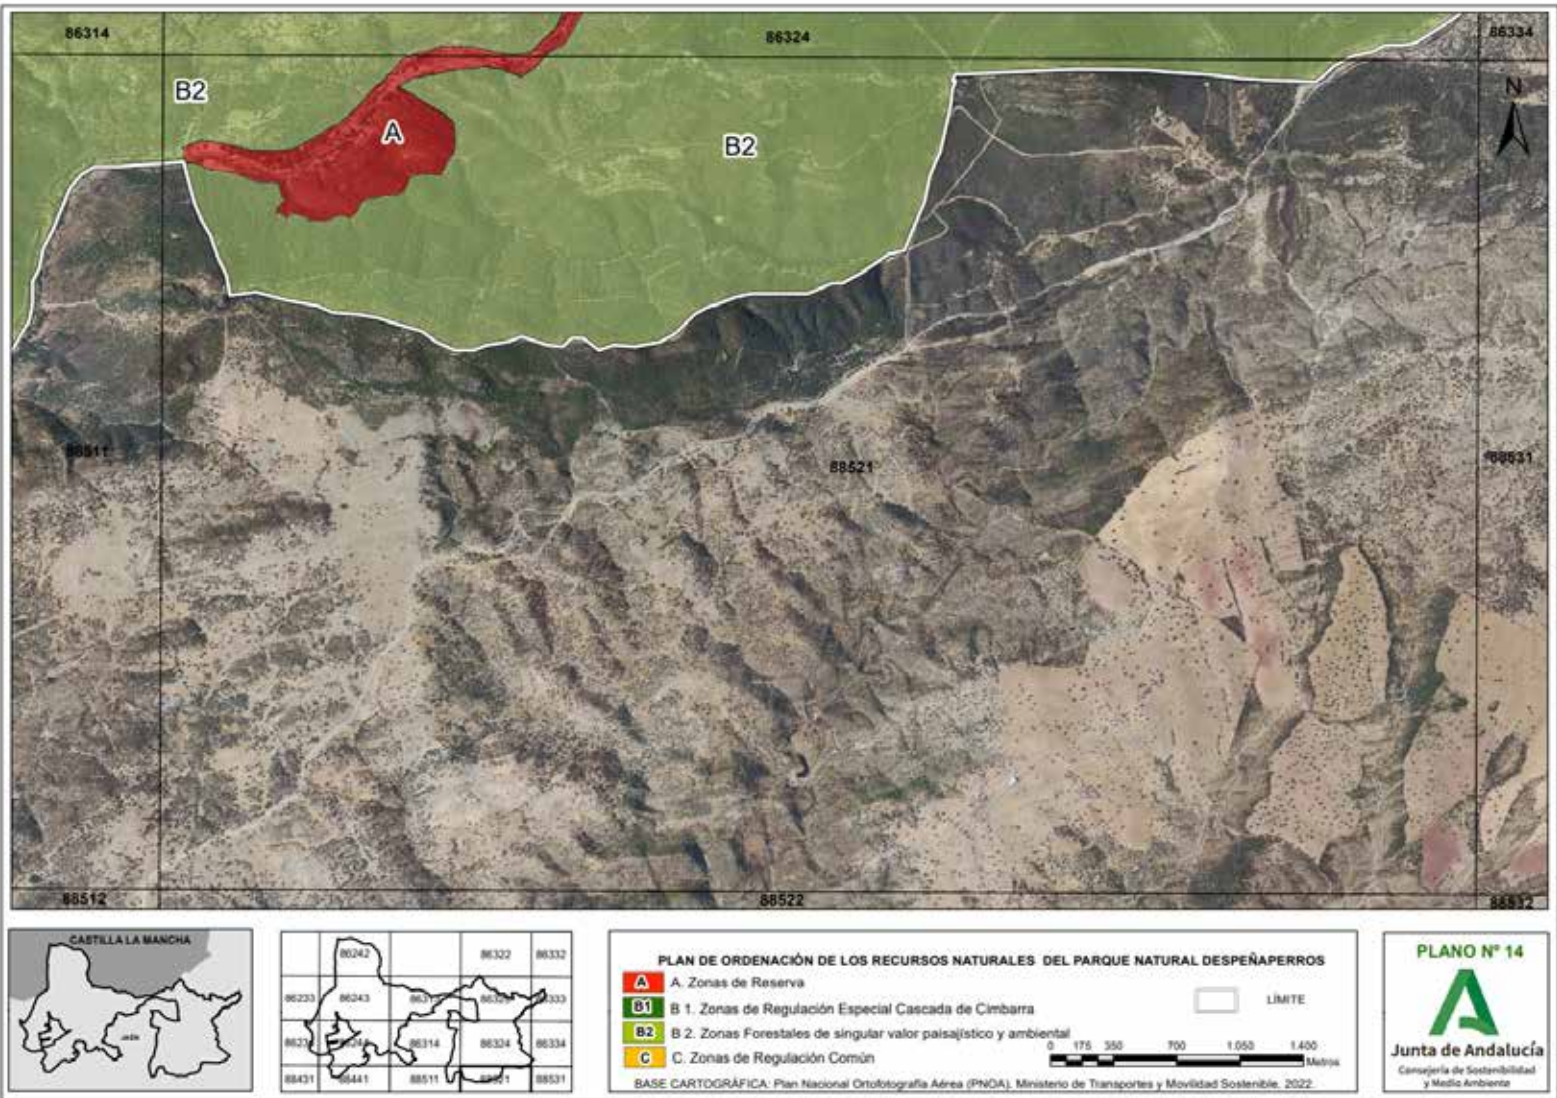 86314
86324
86334
B2
A
B2
N
88511
88521
88531
88512
88522
88532
CASTILLA LA MANCHA
JAÉN
86242
86322
86332
86233
86243
86314
86324
86334
88431
88441
88511
88521
88531
PLAN DE ORDENACIÓN DE LOS RECURSOS NATURALES DEL PARQUE NATURAL DESPEÑAPERROS
A A. Zonas de Reserva
B1 B 1. Zonas de Regulación Especial Cascada de Cimbarra
B2 B 2. Zonas Forestales de singular valor paisajístico y ambiental
C C. Zonas de Regulación Común
LÍMITE
0 175 350 700 1.050 1.400
Metros
BASE CARTOGRÁFICA: Plan Nacional Ortofotografía Aérea (PNOA). Ministerio de Transportes y Movilidad Sostenible. 2022.
PLANO Nº 14
Junta de Andalucía
Consejería de Sostenibilidad
y Medio Ambiente